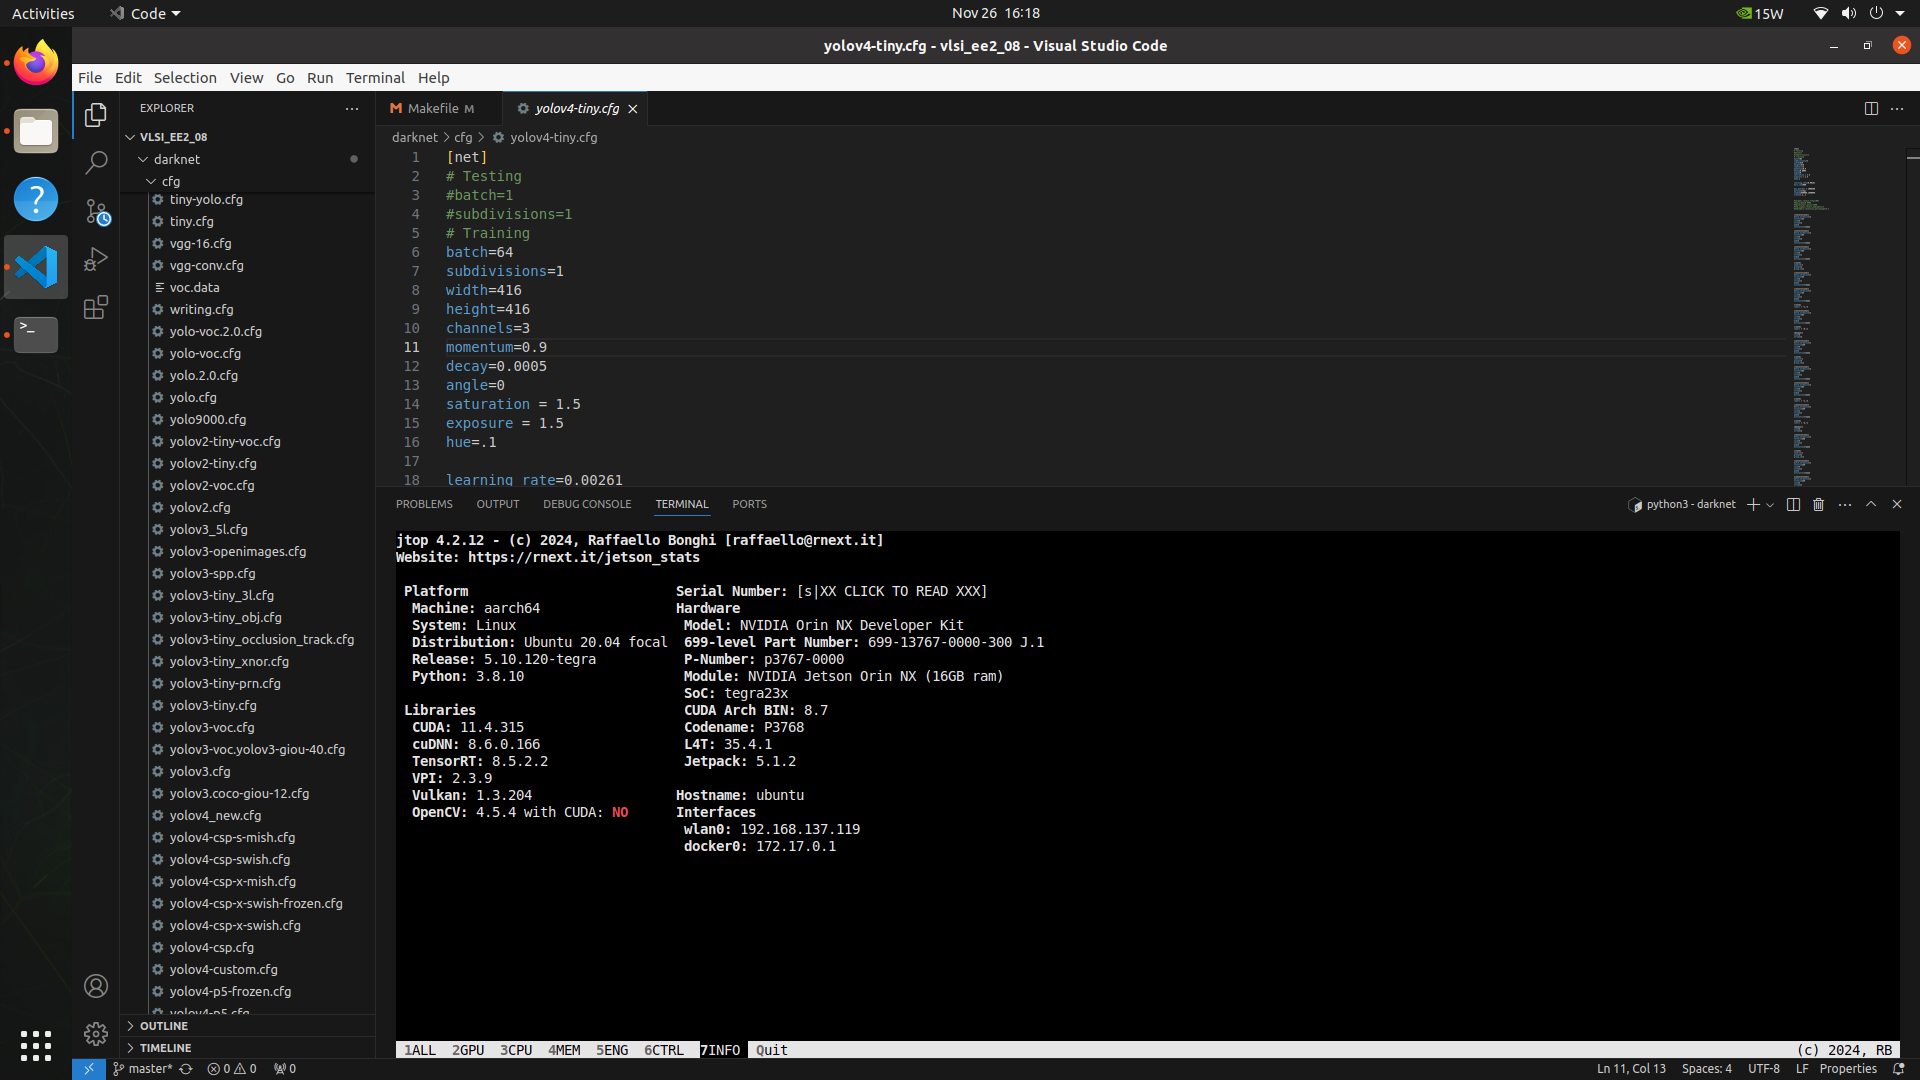 Activities
Code
Nov 26 16:18
15W
yolov4-tiny.cfg - vlsi_ee2_08 - Visual Studio Code
File Edit Selection View Go Run Terminal Help
EXPLORER
VLSI_EE2_08
darknet
cfg
tiny-yolo.cfg
tiny.cfg
vgg-16.cfg
vgg-conv.cfg
voc.data
writing.cfg
yolo-voc.2.0.cfg
yolo-voc.cfg
yolo.2.0.cfg
yolo.cfg
yolo9000.cfg
yolov2-tiny-voc.cfg
yolov2-tiny.cfg
yolov2-voc.cfg
yolov2.cfg
yolov3_5l.cfg
yolov3-openimages.cfg
yolov3-spp.cfg
yolov3-tiny_3l.cfg
yolov3-tiny_obj.cfg
yolov3-tiny_occlusion_track.cfg
yolov3-tiny_xnor.cfg
yolov3-tiny-prn.cfg
yolov3-tiny.cfg
yolov3-voc.cfg
yolov3-voc.yolov3-giou-40.cfg
yolov3.cfg
yolov3.coco-giou-12.cfg
yolov4_new.cfg
yolov4-csp-s-mish.cfg
yolov4-csp-swish.cfg
yolov4-csp-x-mish.cfg
yolov4-csp-x-swish-frozen.cfg
yolov4-csp-x-swish.cfg
yolov4-csp.cfg
yolov4-custom.cfg
yolov4-p5-frozen.cfg
yolov4-p5.cfg
OUTLINE
TIMELINE
Makefile M
yolov4-tiny.cfg
darknet > cfg > yolov4-tiny.cfg
1 [net]
2 # Testing
3 #batch=1
4 #subdivisions=1
5 # Training
6 batch=64
7 subdivisions=1
8 width=416
9 height=416
10 channels=3
11 momentum=0.9
12 decay=0.0005
13 angle=0
14 saturation = 1.5
15 exposure = 1.5
16 hue=.1
17
18 learning_rate=0.00261
PROBLEMS OUTPUT DEBUG CONSOLE TERMINAL PORTS
python3 - darknet
jtop 4.2.12 - (c) 2024, Raffaello Bonghi [raffaello@rnext.it]
Website: https://rnext.it/jetson_stats
Platform
Machine: aarch64
System: Linux
Distribution: Ubuntu 20.04 focal
Release: 5.10.120-tegra
Python: 3.8.10
Libraries
CUDA: 11.4.315
cuDNN: 8.6.0.166
TensorRT: 8.5.2.2
VPI: 2.3.9
Vulkan: 1.3.204
OpenCV: 4.5.4 with CUDA: NO
Serial Number: [s|XX CLICK TO READ XXX]
Hardware
Model: NVIDIA Orin NX Developer Kit
699-level Part Number: 699-13767-0000-300 J.1
P-Number: p3767-0000
Module: NVIDIA Jetson Orin NX (16GB ram)
SoC: tegra23x
CUDA Arch BIN: 8.7
Codename: P3768
L4T: 35.4.1
Jetpack: 5.1.2
Hostname: ubuntu
Interfaces
wlan0: 192.168.137.119
docker0: 172.17.0.1
1ALL 2GPU 3CPU 4MEM 5ENG 6CTRL 7INFO Quit
(c) 2024, RB
master* 0 0 0
Ln 11, Col 13 Spaces: 4 UTF-8 LF Properties